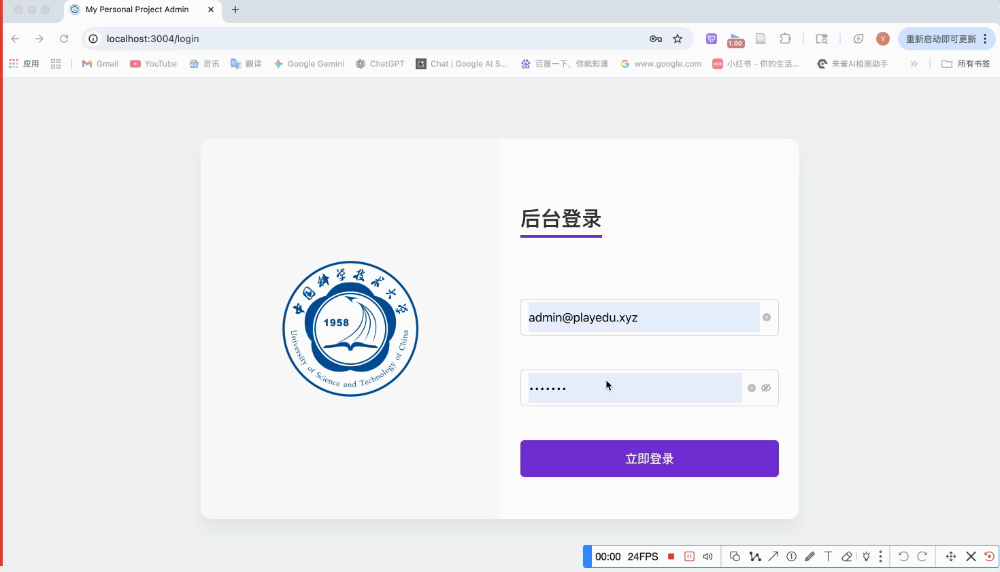 My Personal Project Admin
localhost:3004/login
1.00
Y
重新启动即可更新
应用
Gmail
YouTube
资讯
翻译
Google Gemini
ChatGPT
Chat | Google AI S...
百度一下，你就知道
www.google.com
小红书 - 你的生活...
朱雀AI检测助手
所有书签
后台登录
中国科学技术大学
1958
University of Science and Technology of China
admin@playedu.xyz
立即登录
00:00 24FPS